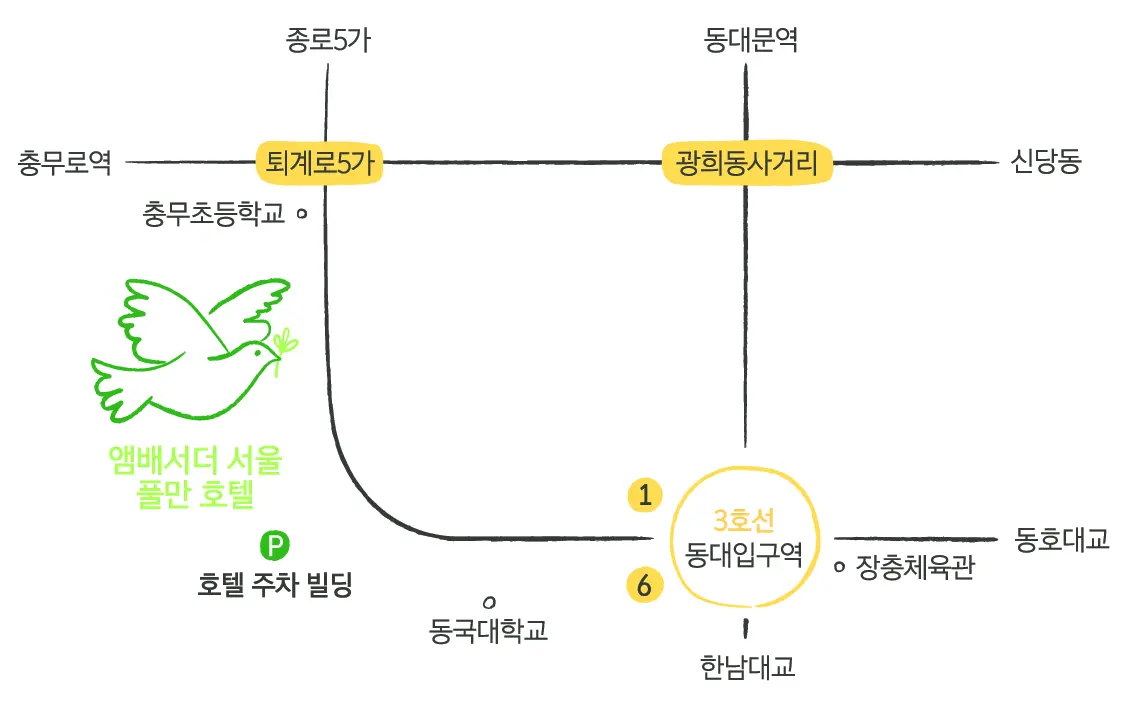 종로5가
동대문역
충무로역
퇴계로5가
광희동사거리
신당동
충무초등학교
앰배서더 서울
풀만 호텔
P
호텔 주차 빌딩
1
3호선
동대입구역
6
동호대교
장충체육관
동국대학교
한남대교